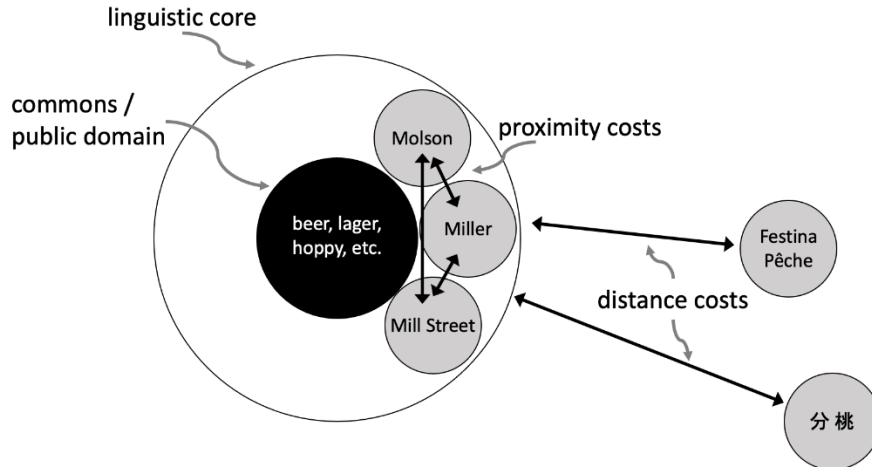 linguistic core
commons /
public domain
Molson
proximity costs
beer, lager,
hoppy, etc.
Miller
Festina
Pêche
distance costs
Mill Street
分 桃